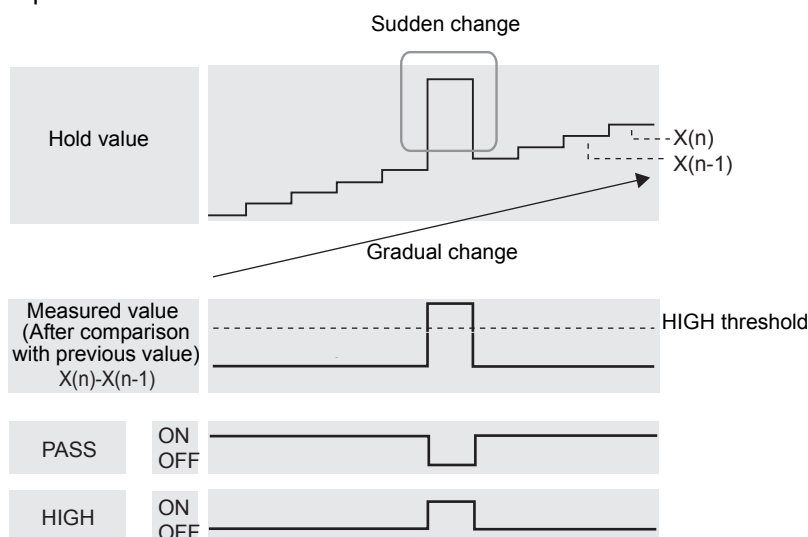 Sudden change
Hold value
X(n)
X(n-1)
Gradual change
Measured value
(After comparison
with previous value)
X(n)-X(n-1)
HIGH threshold
PASS
ON
OFF
HIGH
ON
OFF